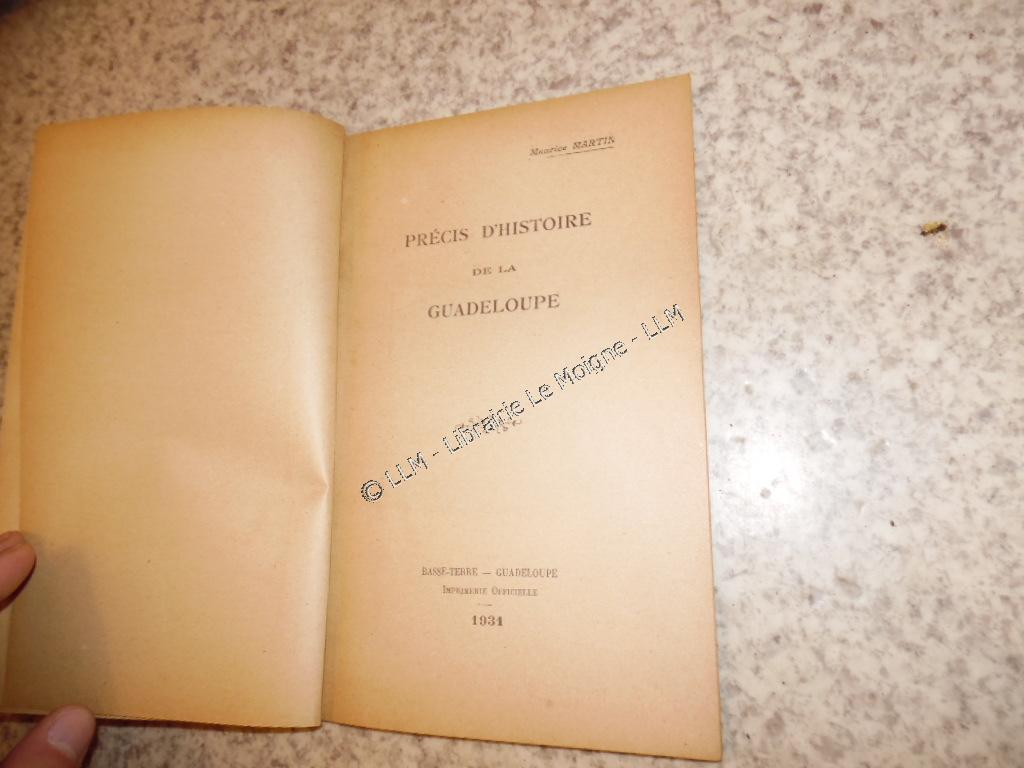 Maurice MARTIN
PRÉCIS D'HISTOIRE
DE LA
GUADELOUPE
© LLM - Librairie Le Moigne - LLM
BASSE-TERRE — GUADELOUPE
IMPRIMERIE OFFICIELLE
1931